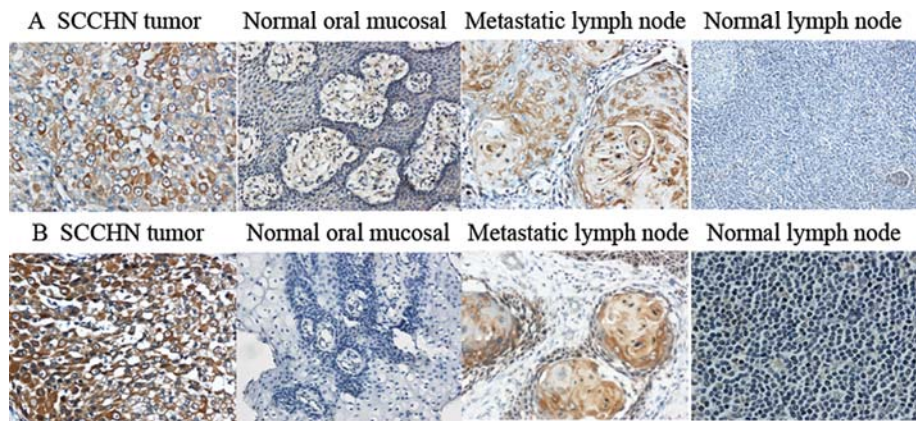 A SCCHN tumor Normal oral mucosal Metastatic lymph node Normal lymph node
B SCCHN tumor Normal oral mucosal Metastatic lymph node Normal lymph node